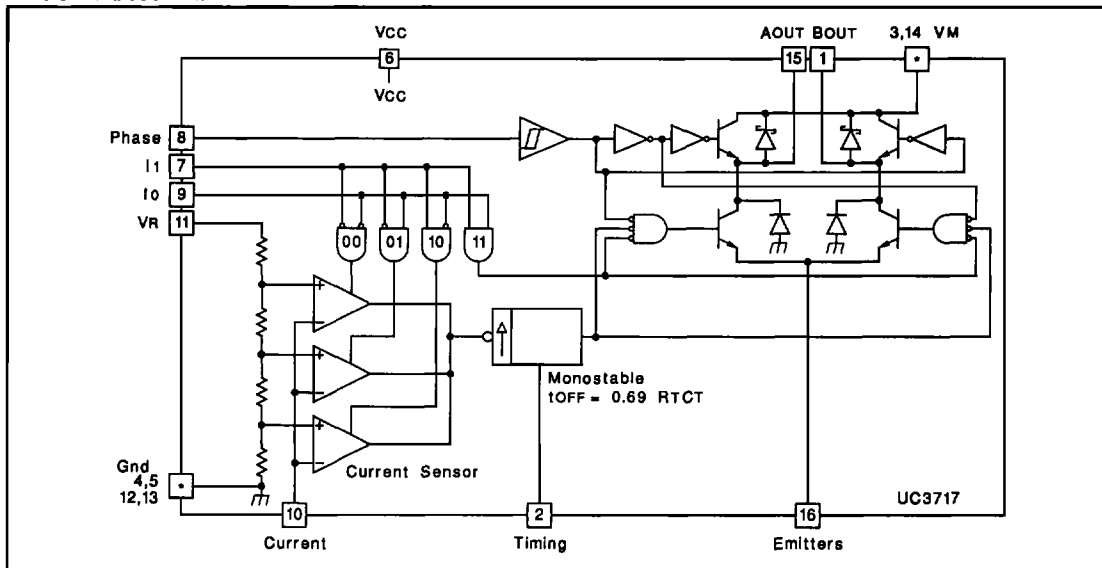 VCC
AOUT BOUT
3,14 VM
6
15
1
*
VCC
Phase
8
I1
7
I0
9
VR
11
00
01
10
11
Monostable
tOFF = 0.69 RTCT
Current Sensor
Gnd
4,5
12,13
*
UC3717
10
2
16
Current
Timing
Emitters